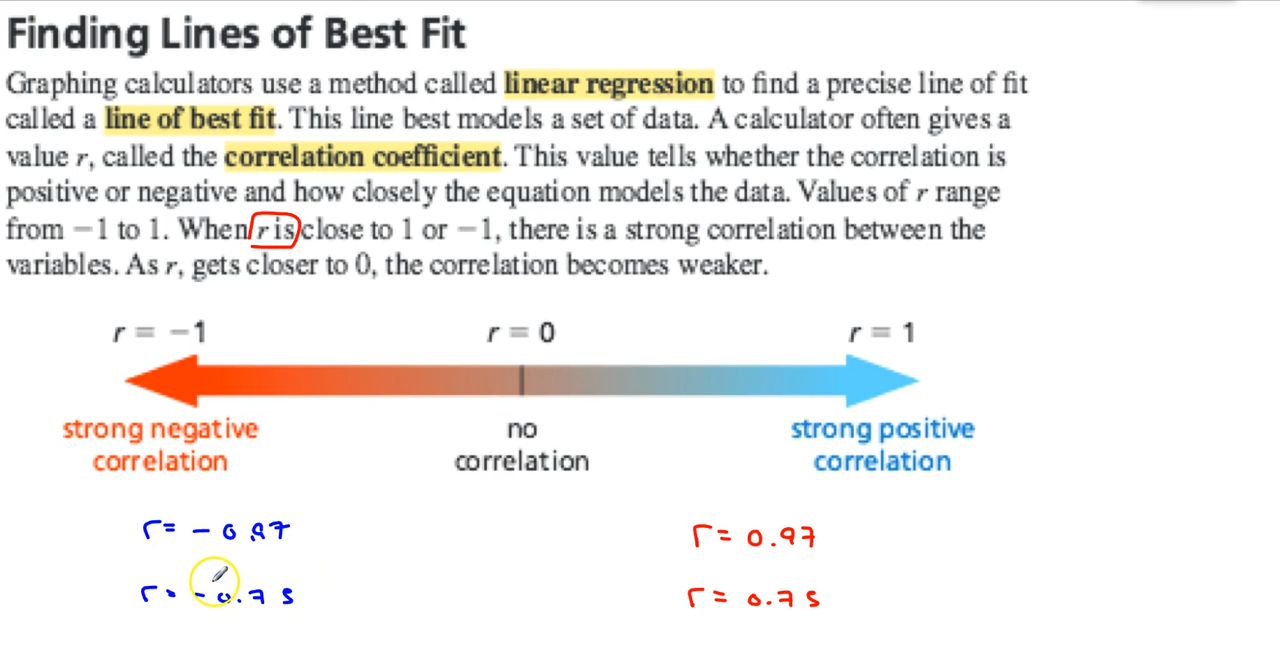 Finding Lines of Best Fit
Graphing calculators use a method called linear regression to find a precise line of fit
called a line of best fit. This line best models a set of data. A calculator often gives a
value r, called the correlation coefficient. This value tells whether the correlation is
positive or negative and how closely the equation models the data. Values of r range
from −1 to 1. When r is close to 1 or −1, there is a strong correlation between the
variables. As r, gets closer to 0, the correlation becomes weaker.
r = −1 r = 0 r = 1
strong negative no strong positive
correlation correlation correlation
r = -0.97 r = 0.97
r = -0.75 r = 0.75